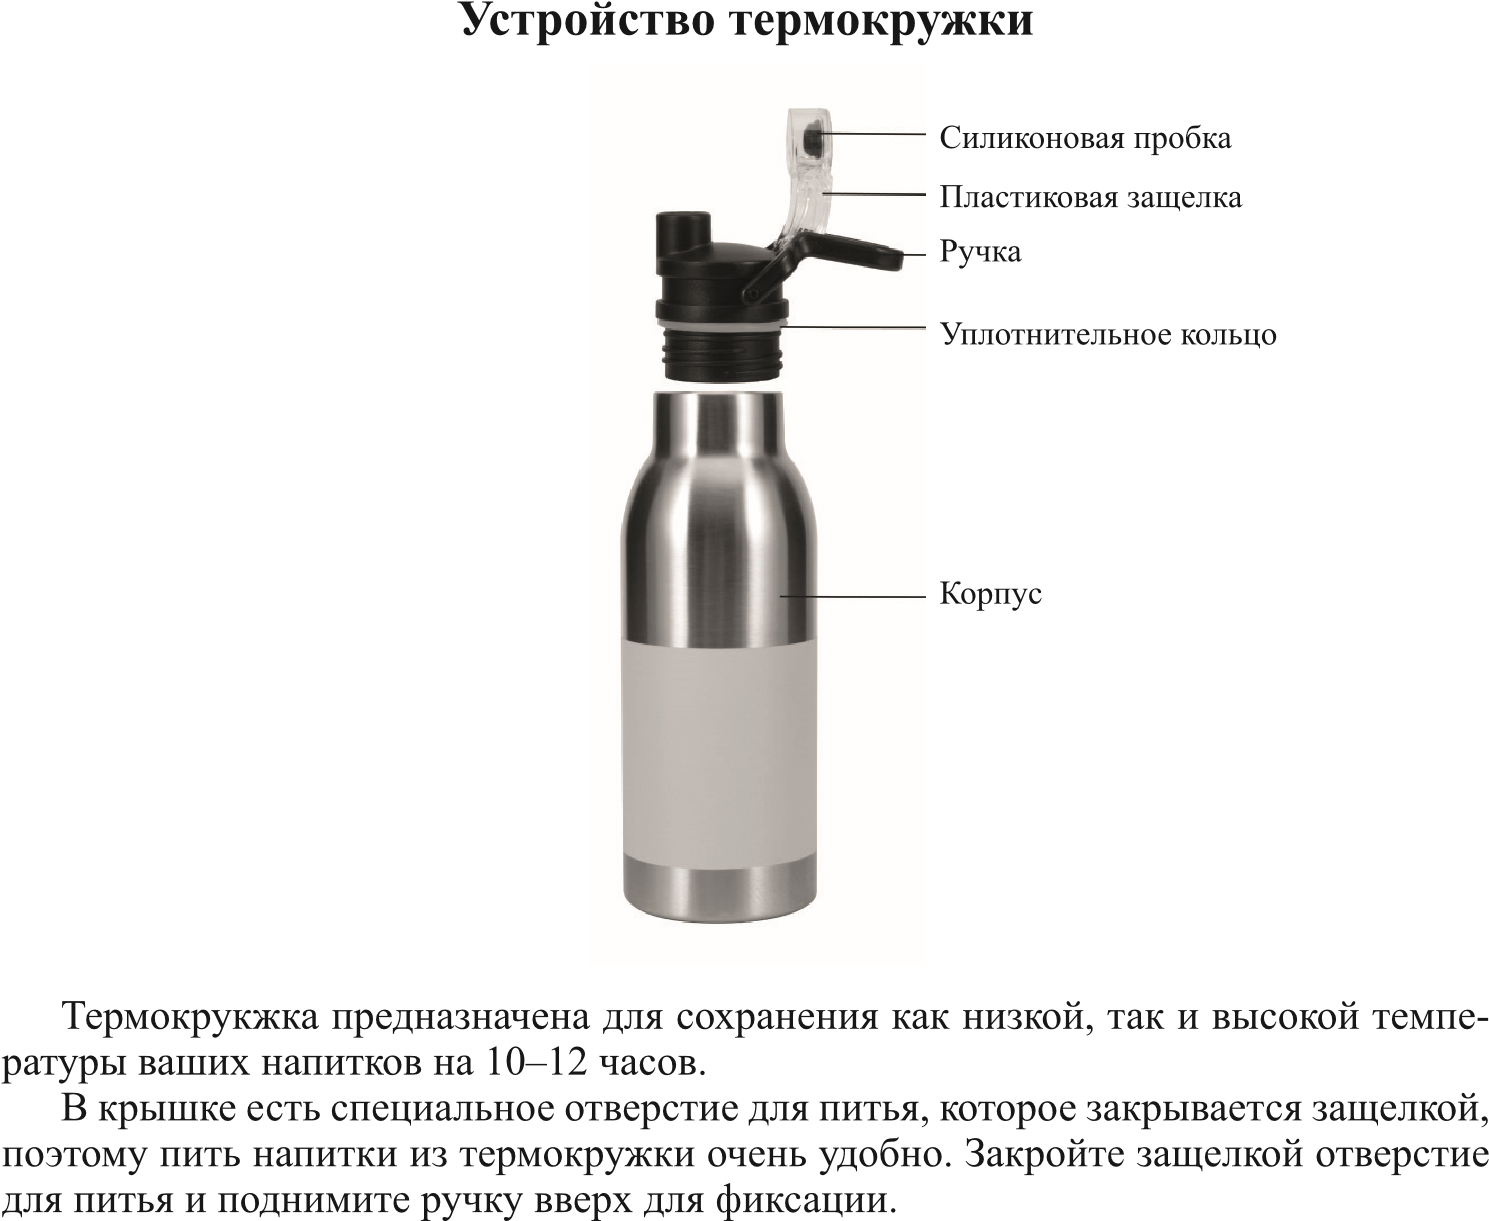 Устройство термокружки
Силиконовая пробка
Пластиковая защелка
Ручка
Уплотнительное кольцо
Корпус
Термокрукжка предназначена для сохранения как низкой, так и высокой темпе-
ратуры ваших напитков на 10–12 часов.
В крышке есть специальное отверстие для питья, которое закрывается защелкой,
поэтому пить напитки из термокружки очень удобно. Закройте защелкой отверстие
для питья и поднимите ручку вверх для фиксации.